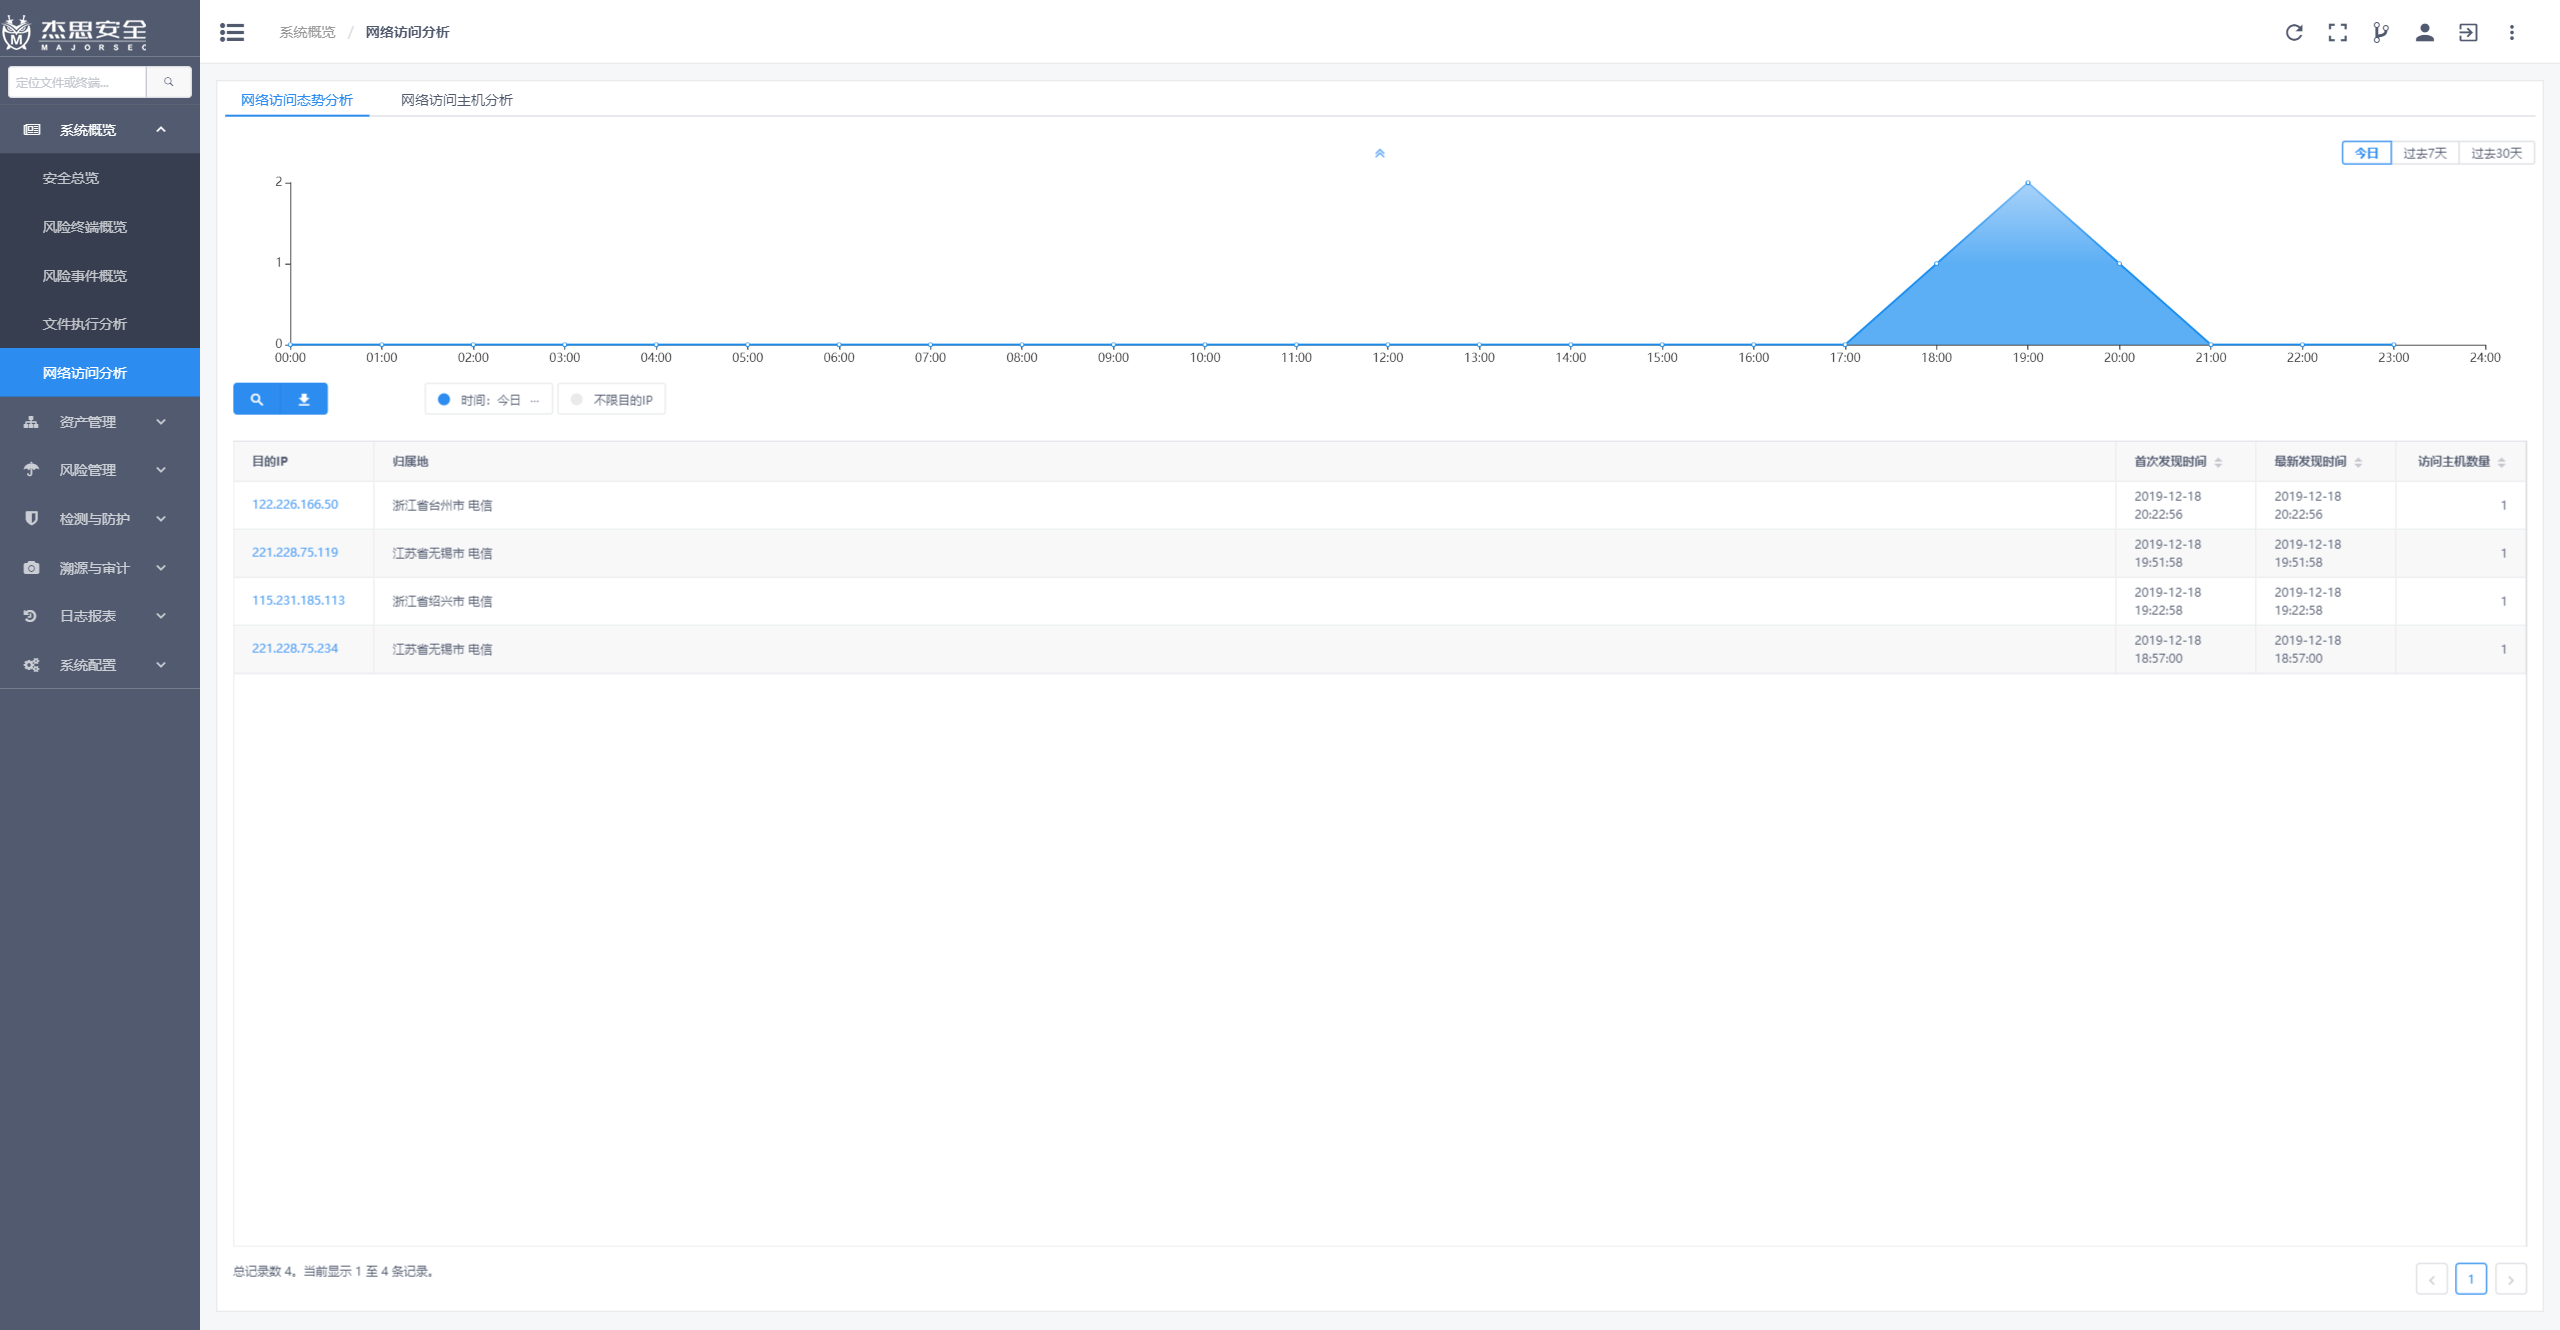 杰思安全
MAJORSEC
定位文件或终端...
系统概览
安全总览
风险终端概览
风险事件概览
文件执行分析
网络访问分析
资产管理
风险管理
检测与防护
溯源与审计
日志报表
系统配置
系统概览 / 网络访问分析
网络访问态势分析 网络访问主机分析
今日 过去7天 过去30天
2
1
0
00:00 01:00 02:00 03:00 04:00 05:00 06:00 07:00 08:00 09:00 10:00 11:00 12:00 13:00 14:00 15:00 16:00 17:00 18:00 19:00 20:00 21:00 22:00 23:00 24:00
时间：今日 ... 不限目的IP
目的IP 归属地 首次发现时间 最新发现时间 访问主机数量
122.226.166.50 浙江省台州市 电信 2019-12-18 20:22:56 2019-12-18 20:22:56 1
221.228.75.119 江苏省无锡市 电信 2019-12-18 19:51:58 2019-12-18 19:51:58 1
115.231.185.113 浙江省绍兴市 电信 2019-12-18 19:22:58 2019-12-18 19:22:58 1
221.228.75.234 江苏省无锡市 电信 2019-12-18 18:57:00 2019-12-18 18:57:00 1
总记录数 4。当前显示 1 至 4 条记录。
1